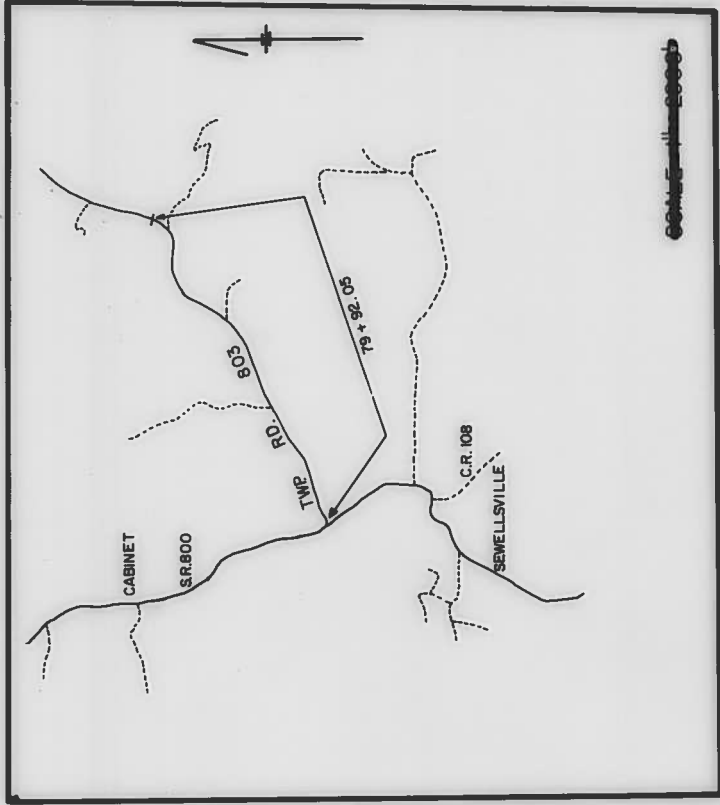 CABINET
S.R.800
TWP. RD. 803
79 + 92.05
C.R. 108
SEWELLSVILLE